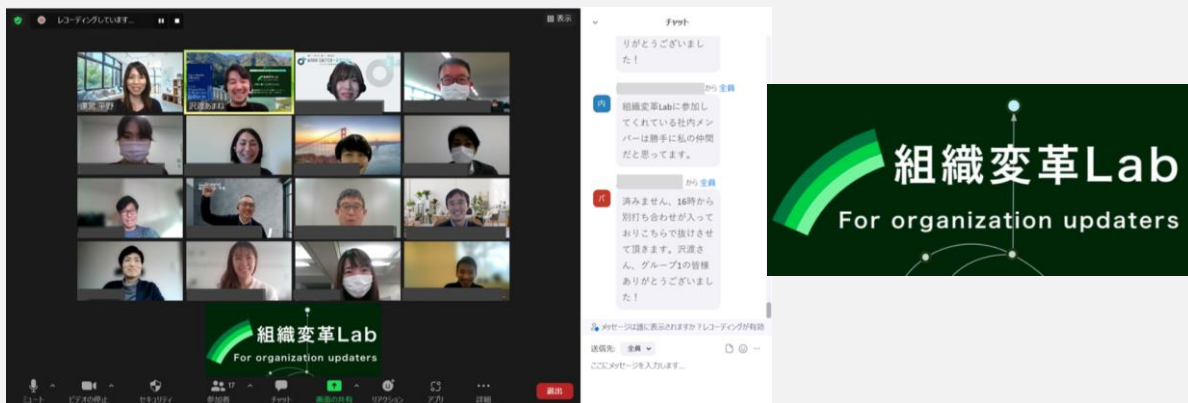 レコーディングしています...
表示
運営 平野
沢渡あまね
組織変革Lab
For organization updaters
ミュート
ビデオの停止
セキュリティ
17
参加者
チャット
画面の共有
リアクション
アプリ
詳細
退出
チャット
りがとうございまし
た！
から 全員
内
組織変革Labに参加し
てくれている社内メン
バーは勝手に私の仲間
だと思ってます。
から 全員
バ
済みません、16時から
別打ち合わせが入って
おりこちらで抜けさせ
て頂きます。沢渡さ
ん、グループ1の皆様
ありがとうございまし
た！
メッセージは誰に表示されますか？レコーディングが有効
送信先: 全員
ここにメッセージを入力します...
組織変革Lab
For organization updaters